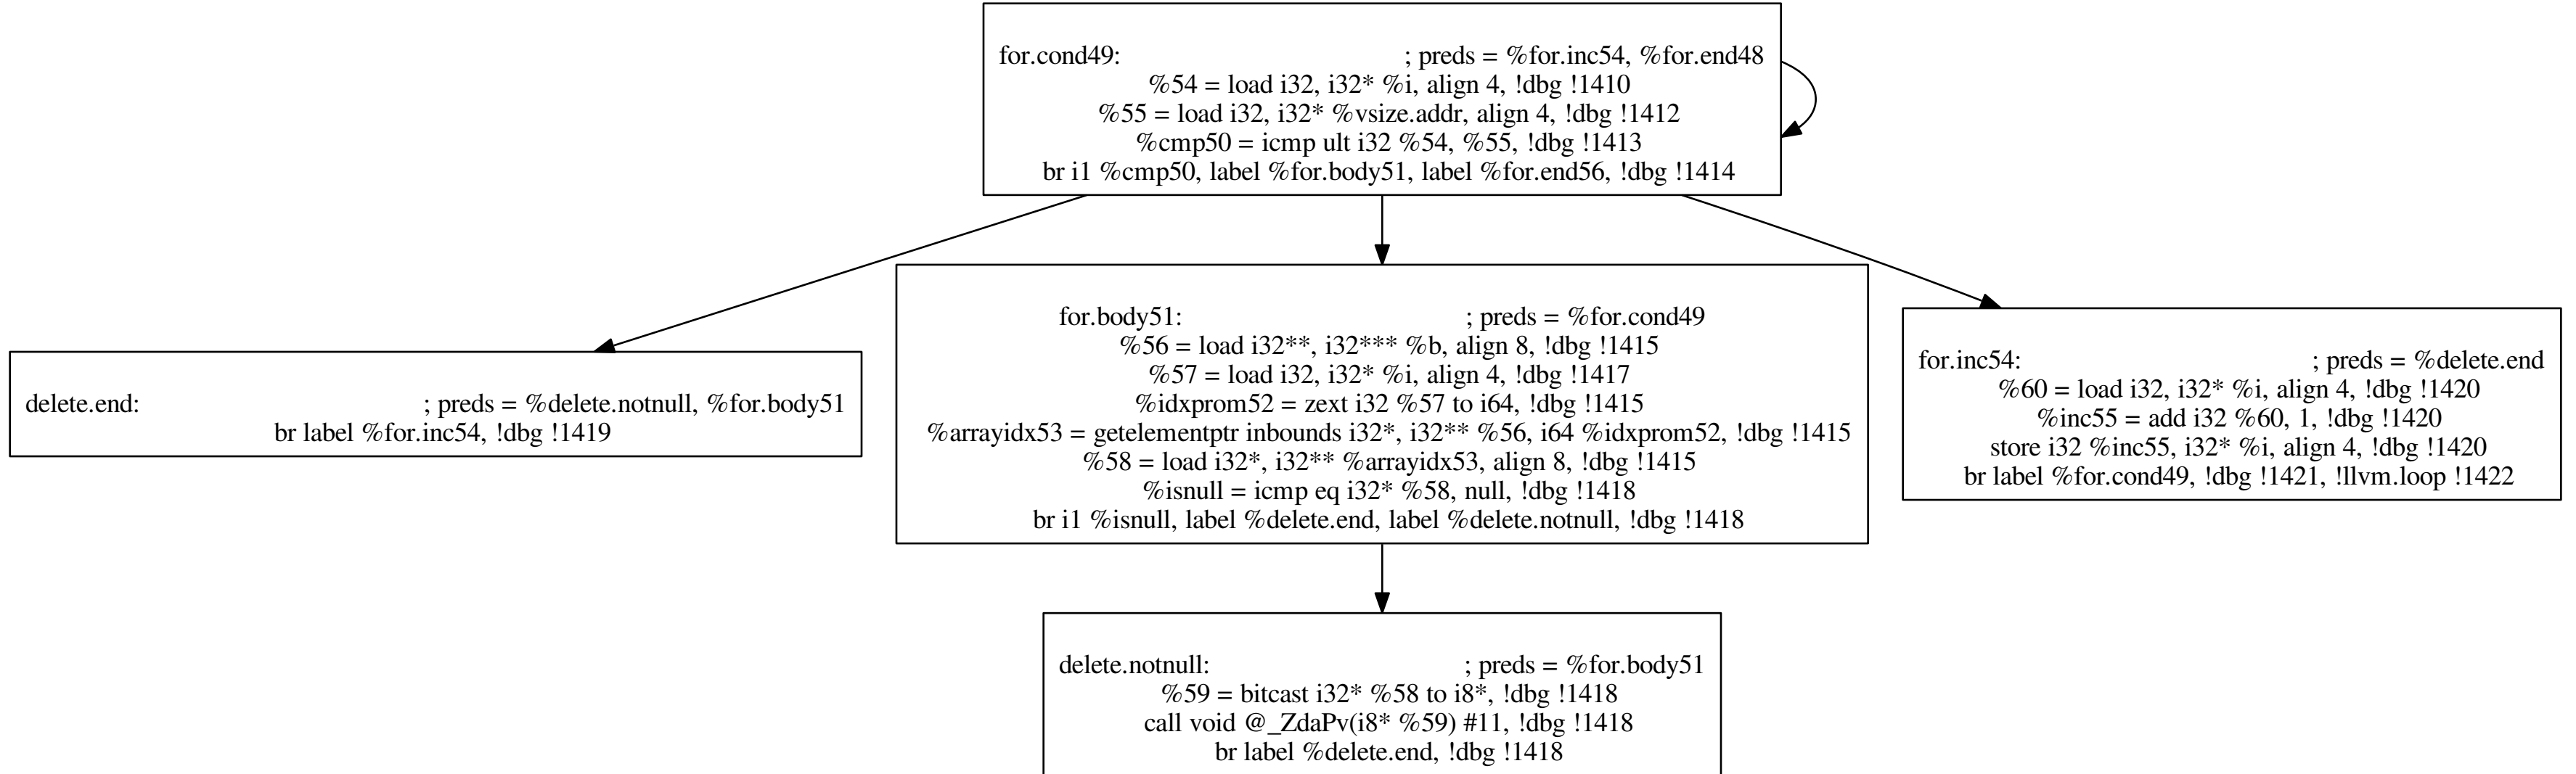 for.cond49: ; preds = %for.inc54, %for.end48
%54 = load i32, i32* %i, align 4, !dbg !1410
%55 = load i32, i32* %vsize.addr, align 4, !dbg !1412
%cmp50 = icmp ult i32 %54, %55, !dbg !1413
br i1 %cmp50, label %for.body51, label %for.end56, !dbg !1414
delete.end: ; preds = %delete.notnull, %for.body51
br label %for.inc54, !dbg !1419
for.body51: ; preds = %for.cond49
%56 = load i32**, i32*** %b, align 8, !dbg !1415
%57 = load i32, i32* %i, align 4, !dbg !1417
%idxprom52 = zext i32 %57 to i64, !dbg !1415
%arrayidx53 = getelementptr inbounds i32*, i32** %56, i64 %idxprom52, !dbg !1415
%58 = load i32*, i32** %arrayidx53, align 8, !dbg !1415
%isnull = icmp eq i32* %58, null, !dbg !1418
br i1 %isnull, label %delete.end, label %delete.notnull, !dbg !1418
for.inc54: ; preds = %delete.end
%60 = load i32, i32* %i, align 4, !dbg !1420
%inc55 = add i32 %60, 1, !dbg !1420
store i32 %inc55, i32* %i, align 4, !dbg !1420
br label %for.cond49, !dbg !1421, !llvm.loop !1422
delete.notnull: ; preds = %for.body51
%59 = bitcast i32* %58 to i8*, !dbg !1418
call void @_ZdaPv(i8* %59) #11, !dbg !1418
br label %delete.end, !dbg !1418